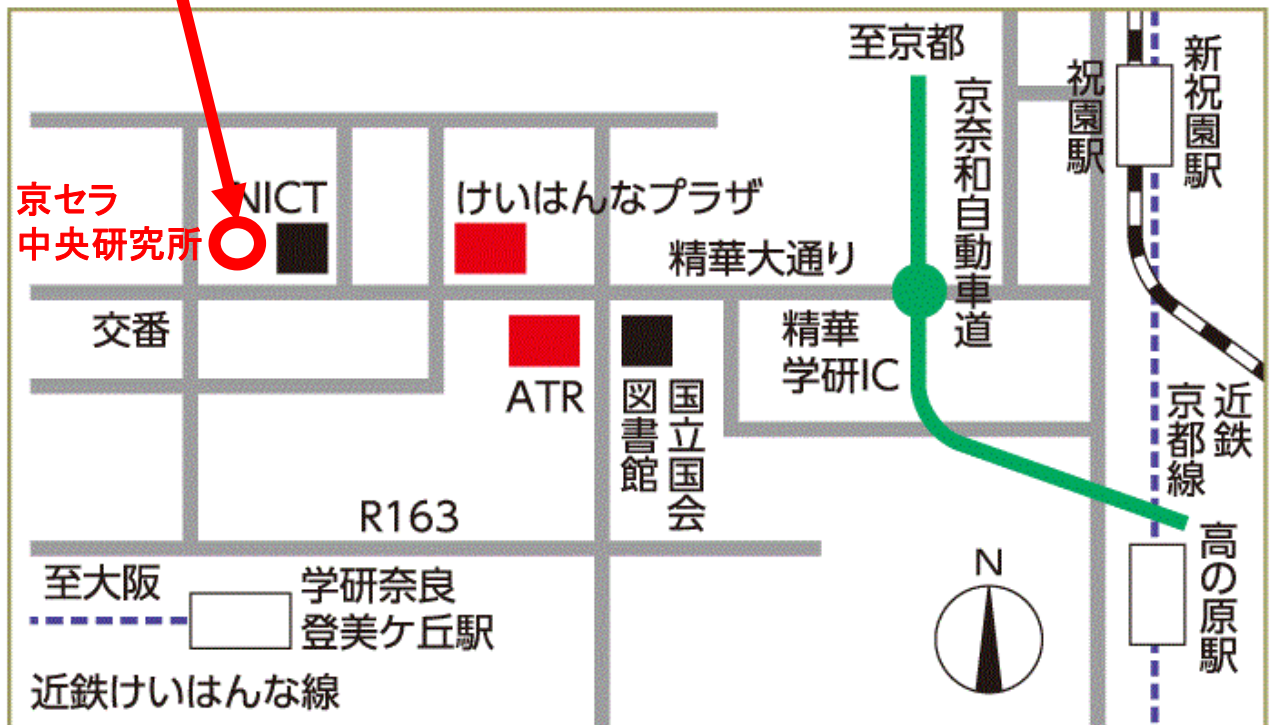 至京都
京奈和自動車道
祝園駅
新祝園駅
京セラ
中央研究所
NICT
けいはんなプラザ
精華大通り
交番
ATR
国立国会
図書館
精華
学研IC
近鉄
京都線
R163
至大阪
学研奈良
登美ケ丘駅
近鉄けいはんな線
N
高の原駅